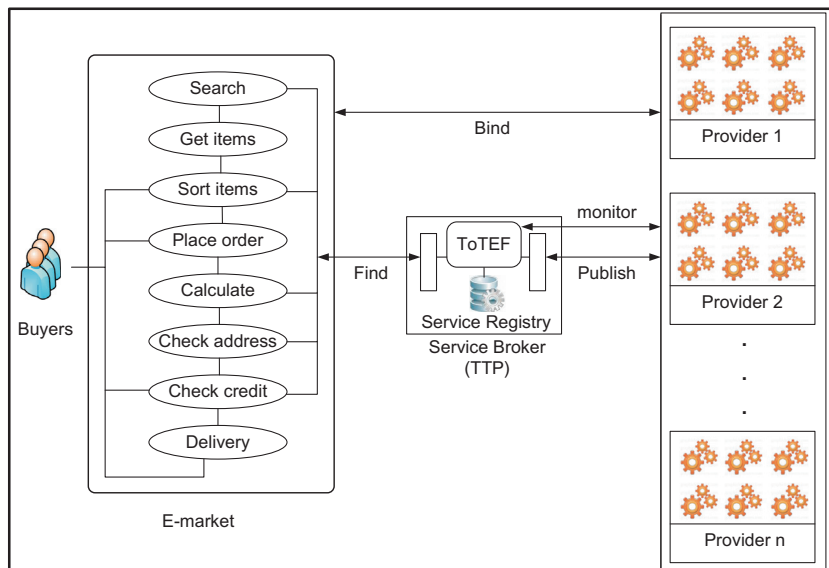 Search
Get items
Sort items
Place order
Calculate
Check address
Check credit
Delivery
Buyers
E-market
Bind
Find
monitor
Publish
ToTEF
Service Registry
Service Broker
(TTP)
Provider 1
Provider 2
.
.
.
Provider n